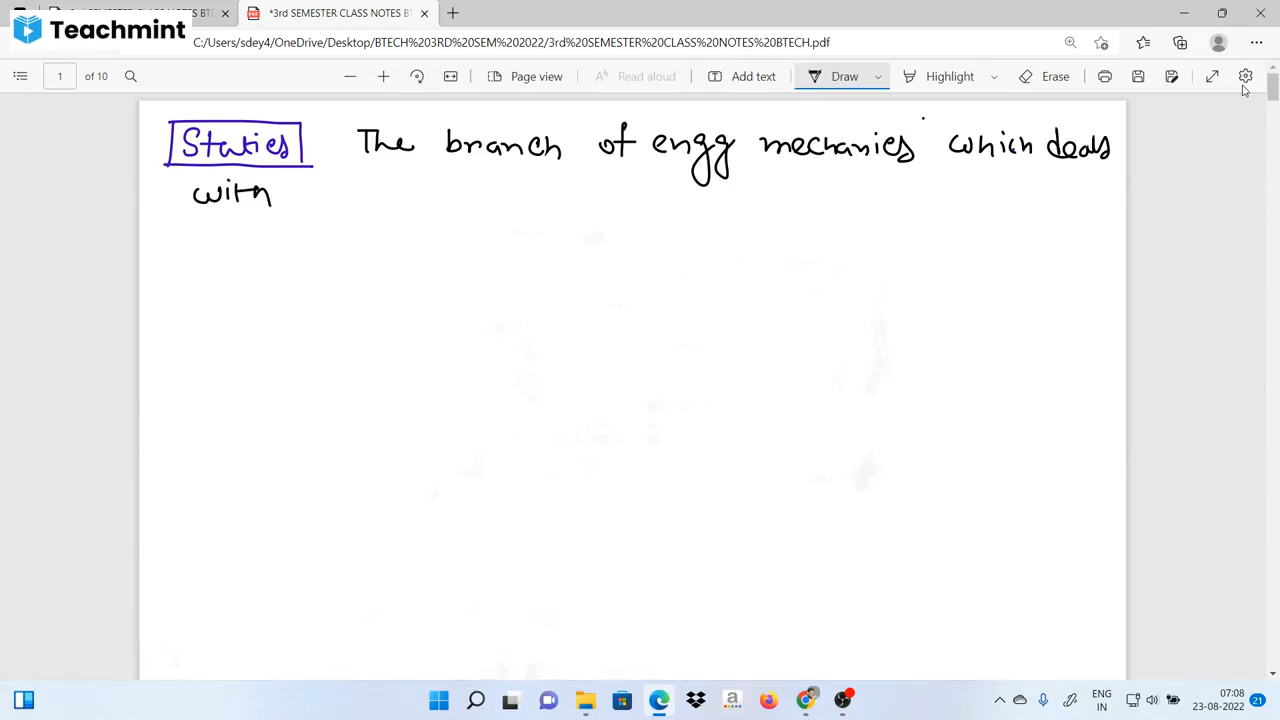 *3rd SEMESTER CLASS NOTES BT
Teachmint
C:/Users/sdey4/OneDrive/Desktop/BTECH%203RD%20SEM%202022/3rd%20SEMESTER%20CLASS%20NOTES%20BTECH.pdf
1 of 10 Page view Read aloud Add text Draw Highlight Erase
Statics The branch of engg mechanics which deals
with
ENG
IN
07:08
23-08-2022
21